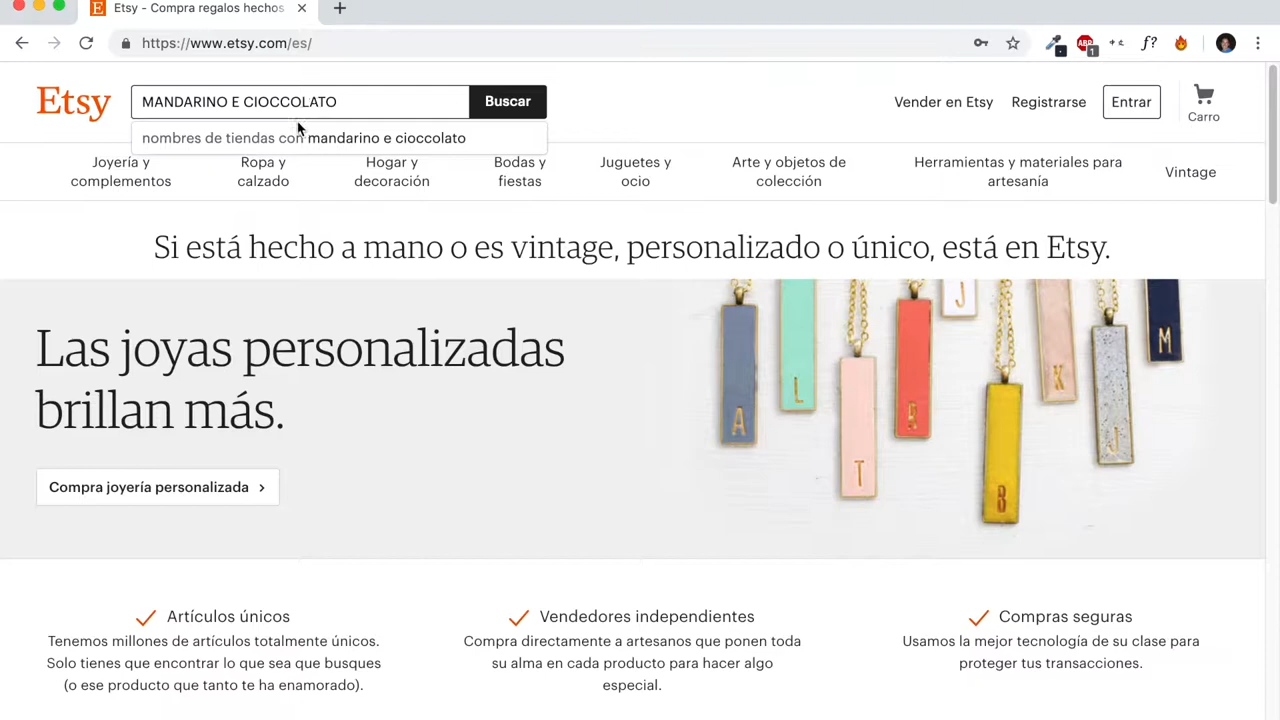 Etsy - Compra regalos hechos
https://www.etsy.com/es/
ABP
1
f?
Etsy
MANDARINO E CIOCCOLATO
Buscar
Vender en Etsy
Registrarse
Entrar
Carro
nombres de tiendas con mandarino e cioccolato
Joyería y
complementos
Ropa y
calzado
Hogar y
decoración
Bodas y
fiestas
Juguetes y
ocio
Arte y objetos de
colección
Herramientas y materiales para
artesanía
Vintage
Si está hecho a mano o es vintage, personalizado o único, está en Etsy.
Las joyas personalizadas
brillan más.
Compra joyería personalizada
A
L
T
B
J
B
K
J
M
Artículos únicos
Tenemos millones de artículos totalmente únicos.
Solo tienes que encontrar lo que sea que busques
(o ese producto que tanto te ha enamorado).
Vendedores independientes
Compra directamente a artesanos que ponen toda
su alma en cada producto para hacer algo
especial.
Compras seguras
Usamos la mejor tecnología de su clase para
proteger tus transacciones.